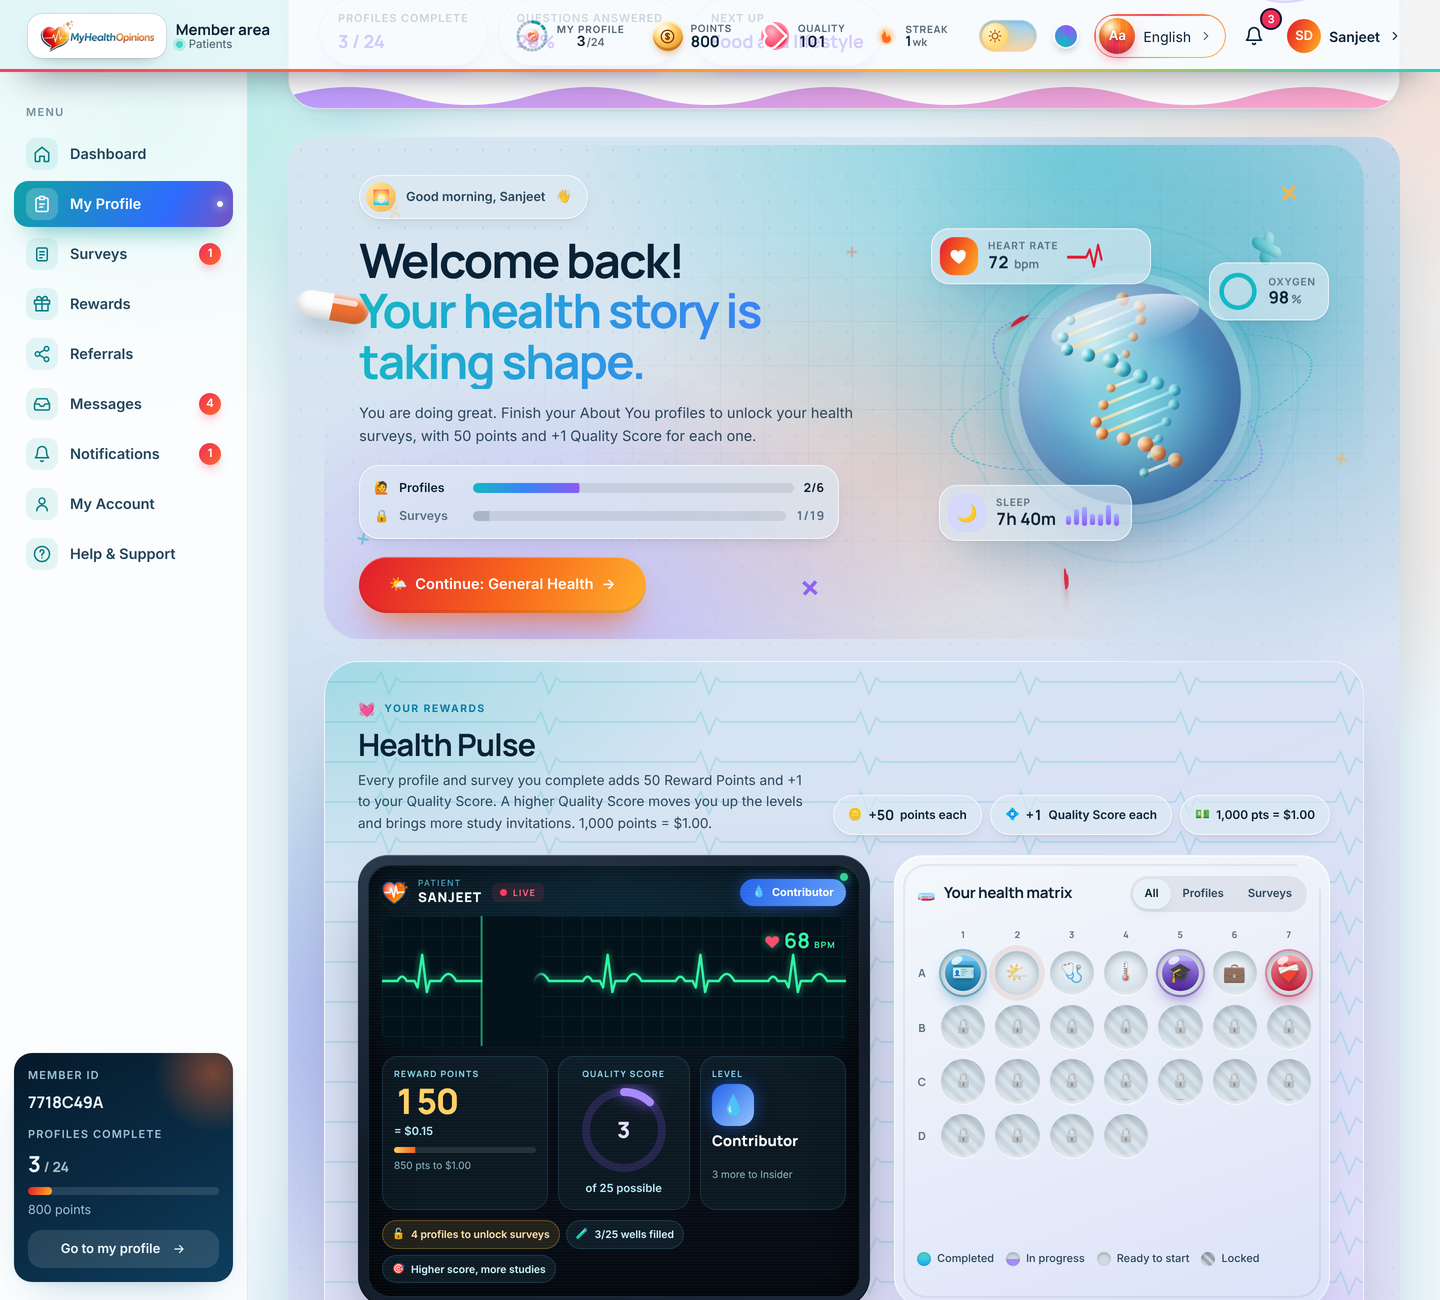 MyHealthOpinions
Member area
Patients
PROFILES COMPLETE
3 / 24
QUESTIONS ANSWERED
NEXT UP
MY PROFILE
3/24
POINTS
800
QUALITY
101
STREAK
1 wk
Aa
English
3
SD
Sanjeet
MENU
Dashboard
My Profile
Surveys
1
Rewards
Referrals
Messages
4
Notifications
1
My Account
Help & Support
MEMBER ID
7718C49A
PROFILES COMPLETE
3 / 24
800 points
Go to my profile →
Good morning, Sanjeet
Welcome back!
Your health story is
taking shape.
You are doing great. Finish your About You profiles to unlock your health
surveys, with 50 points and +1 Quality Score for each one.
Profiles
2/6
Surveys
1/19
Continue: General Health →
HEART RATE
72 bpm
OXYGEN
98 %
SLEEP
7h 40m
YOUR REWARDS
Health Pulse
Every profile and survey you complete adds 50 Reward Points and +1
to your Quality Score. A higher Quality Score moves you up the levels
and brings more study invitations. 1,000 points = $1.00.
+50 points each
+1 Quality Score each
1,000 pts = $1.00
PATIENT
SANJEET
LIVE
Contributor
68 BPM
REWARD POINTS
150
= $0.15
850 pts to $1.00
QUALITY SCORE
3
of 25 possible
LEVEL
Contributor
3 more to Insider
4 profiles to unlock surveys
3/25 wells filled
Higher score, more studies
Your health matrix
All
Profiles
Surveys
1 2 3 4 5 6 7
A
B
C
D
Completed
In progress
Ready to start
Locked